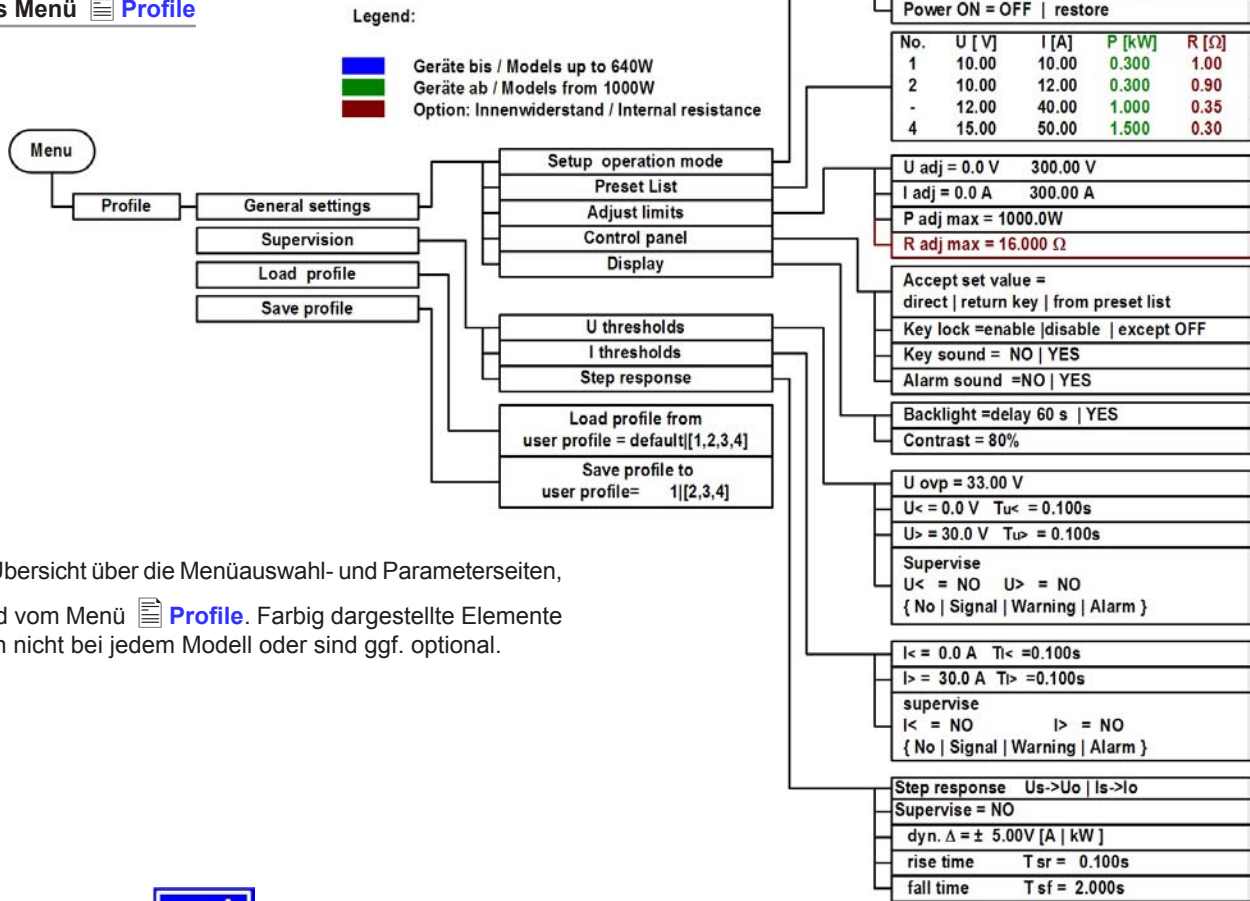 s Menü Profile
Legend:
Geräte bis / Models up to 640W
Geräte ab / Models from 1000W
Option: Innenwiderstand / Internal resistance
Menu
Profile
General settings
Supervision
Load profile
Save profile
Setup operation mode
Preset List
Adjust limits
Control panel
Display
U thresholds
I thresholds
Step response
Load profile from
user profile = default|[1,2,3,4]
Save profile to
user profile= 1|[2,3,4]
Power ON = OFF | restore
No. U [ V] I [A] P [kW] R [Ω]
1 10.00 10.00 0.300 1.00
2 10.00 12.00 0.300 0.90
- 12.00 40.00 1.000 0.35
4 15.00 50.00 1.500 0.30
U adj = 0.0 V 300.00 V
I adj = 0.0 A 300.00 A
P adj max = 1000.0W
R adj max = 16.000 Ω
Accept set value =
direct | return key | from preset list
Key lock =enable |disable | except OFF
Key sound = NO | YES
Alarm sound =NO | YES
Backlight =delay 60 s | YES
Contrast = 80%
U ovp = 33.00 V
U< = 0.0 V Tu< = 0.100s
U> = 30.0 V Tu> = 0.100s
Supervise
U< = NO U> = NO
{ No | Signal | Warning | Alarm }
I< = 0.0 A TI< =0.100s
I> = 30.0 A TI> =0.100s
supervise
I< = NO I> = NO
{ No | Signal | Warning | Alarm }
Step response Us->Uo | Is->Io
Supervise = NO
dyn. Δ = ± 5.00V [A | kW ]
rise time T sr = 0.100s
fall time T sf = 2.000s
Übersicht über die Menüauswahl- und Parameterseiten,
d vom Menü Profile. Farbig dargestellte Elemente
n nicht bei jedem Modell oder sind ggf. optional.